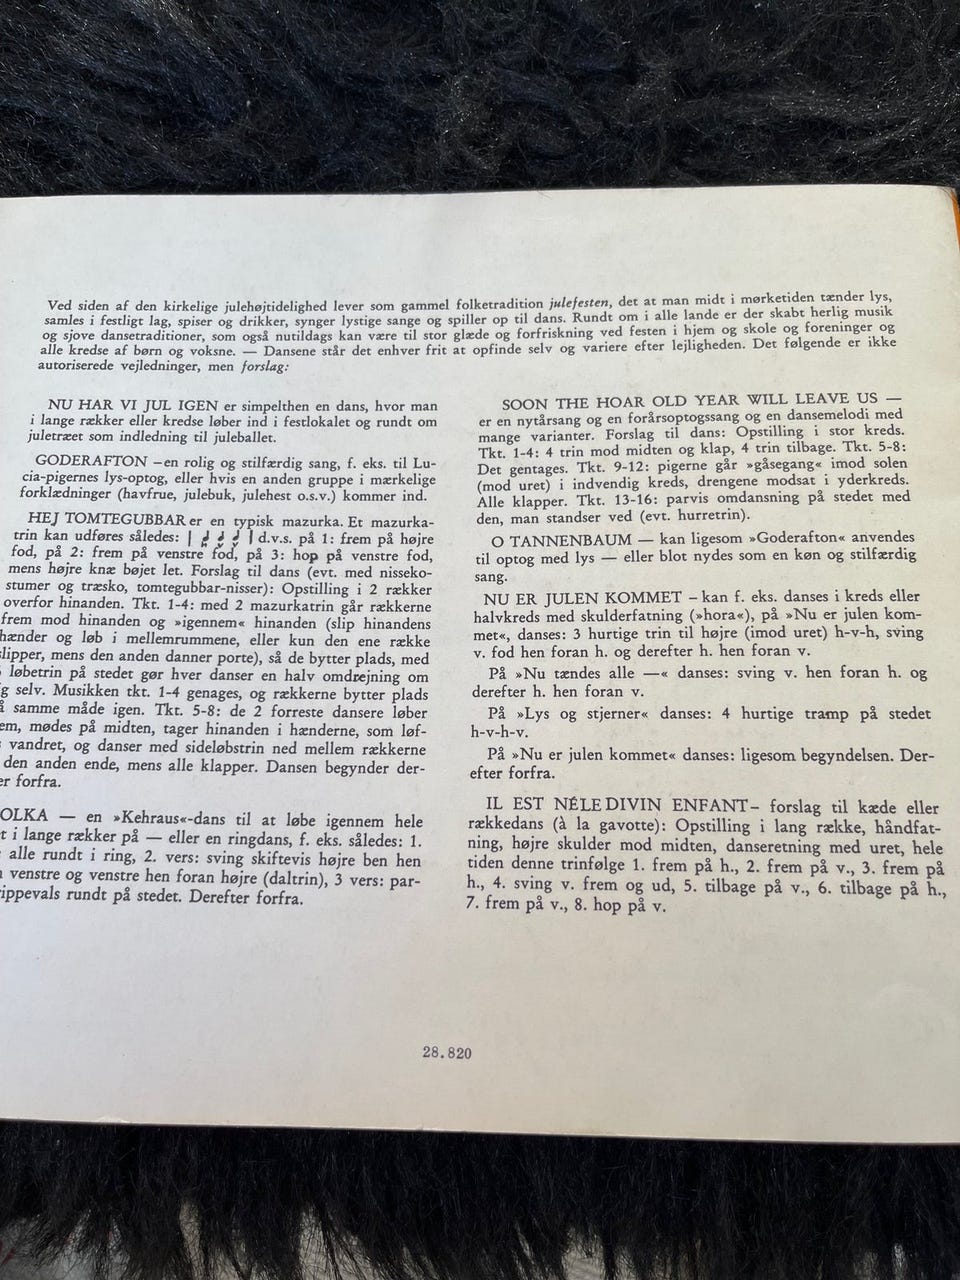 Ved siden af den kirkelige julehøjtidelighed lever som gammel folketradition julefesten, det at man midt i mørketiden tænder lys,
samles i festligt lag, spiser og drikker, synger lystige sange og spiller op til dans. Rundt om i alle lande er der skabt herlig musik
og sjove dansetraditioner, som også nutildags kan være til stor glæde og forfriskning ved festen i hjem og skole og foreninger og
alle kredse af børn og voksne. — Dansene står det enhver frit at opfinde selv og variere efter lejligheden. Det følgende er ikke
autoriserede vejledninger, men forslag:
NU HAR VI JUL IGEN er simpelthen en dans, hvor man
i lange rækker eller kredse løber ind i festlokalet og rundt om
juletræet som indledning til juleballet.
GODERAFTON —en rolig og stilfærdig sang, f. eks. til Lu-
cia-pigernes lys-optog, eller hvis en anden gruppe i mærkelige
forklædninger (havfrue, julebuk, julehest o.s.v.) kommer ind.
HEJ TOMTEGUBBAR er en typisk mazurka. Et mazurka-
trin kan udføres således: | ♩ ♩ ♩ | d.v.s. på 1: frem på højre
fod, på 2: frem på venstre fod, på 3: hop på venstre fod,
mens højre knæ bøjet let. Forslag til dans (evt. med nisseko-
stumer og træsko, tomtegubbar-nisser): Opstilling i 2 rækker
overfor hinanden. Tkt. 1-4: med 2 mazurkatrin går rækkerne
frem mod hinanden og »igennem« hinanden (slip hinandens
hænder og løb i mellemrummene, eller kun den ene række
slipper, mens den anden danner porte), så de bytter plads, med
løbetrin på stedet gør hver danser en halv omdrejning om
g selv. Musikken tkt. 1-4 genages, og rækkerne bytter plads
å samme måde igen. Tkt. 5-8: de 2 forreste dansere løber
em, mødes på midten, tager hinanden i hænderne, som løf-
vandret, og danser med sideløbstrin ned mellem rækkerne
den anden ende, mens alle klapper. Dansen begynder der-
er forfra.
OLKA — en »Kehraus«-dans til at løbe igennem hele
t i lange rækker på — eller en ringdans, f. eks. således: 1.
alle rundt i ring, 2. vers: sving skiftevis højre ben hen
venstre og venstre hen foran højre (daltrin), 3 vers: par-
rippevals rundt på stedet. Derefter forfra.
SOON THE HOAR OLD YEAR WILL LEAVE US —
er en nytårsang og en forårsoptogssang og en dansemelodi med
mange varianter. Forslag til dans: Opstilling i stor kreds.
Tkt. 1-4: 4 trin mod midten og klap, 4 trin tilbage. Tkt. 5-8:
Det gentages. Tkt. 9-12: pigerne går »gåsegang« imod solen
(mod uret) i indvendig kreds, drengene modsat i yderkreds.
Alle klapper. Tkt. 13-16: parvis omdansning på stedet med
den, man standser ved (evt. hurretrin).
O TANNENBAUM — kan ligesom »Goderafton« anvendes
til optog med lys — eller blot nydes som en køn og stilfærdig
sang.
NU ER JULEN KOMMET – kan f. eks. danses i kreds eller
halvkreds med skulderfatning (»hora«), på »Nu er julen kom-
met«, danses: 3 hurtige trin til højre (imod uret) h-v-h, sving
v. fod hen foran h. og derefter h. hen foran v.
På »Nu tændes alle —« danses: sving v. hen foran h. og
derefter h. hen foran v.
På »Lys og stjerner« danses: 4 hurtige tramp på stedet
h-v-h-v.
På »Nu er julen kommet« danses: ligesom begyndelsen. Der-
efter forfra.
IL EST NÉLE DIVIN ENFANT– forslag til kæde eller
rækkedans (à la gavotte): Opstilling i lang række, håndfat-
ning, højre skulder mod midten, danseretning med uret, hele
tiden denne trinfølge 1. frem på h., 2. frem på v., 3. frem på
h., 4. sving v. frem og ud, 5. tilbage på v., 6. tilbage på h.,
7. frem på v., 8. hop på v.
28.820